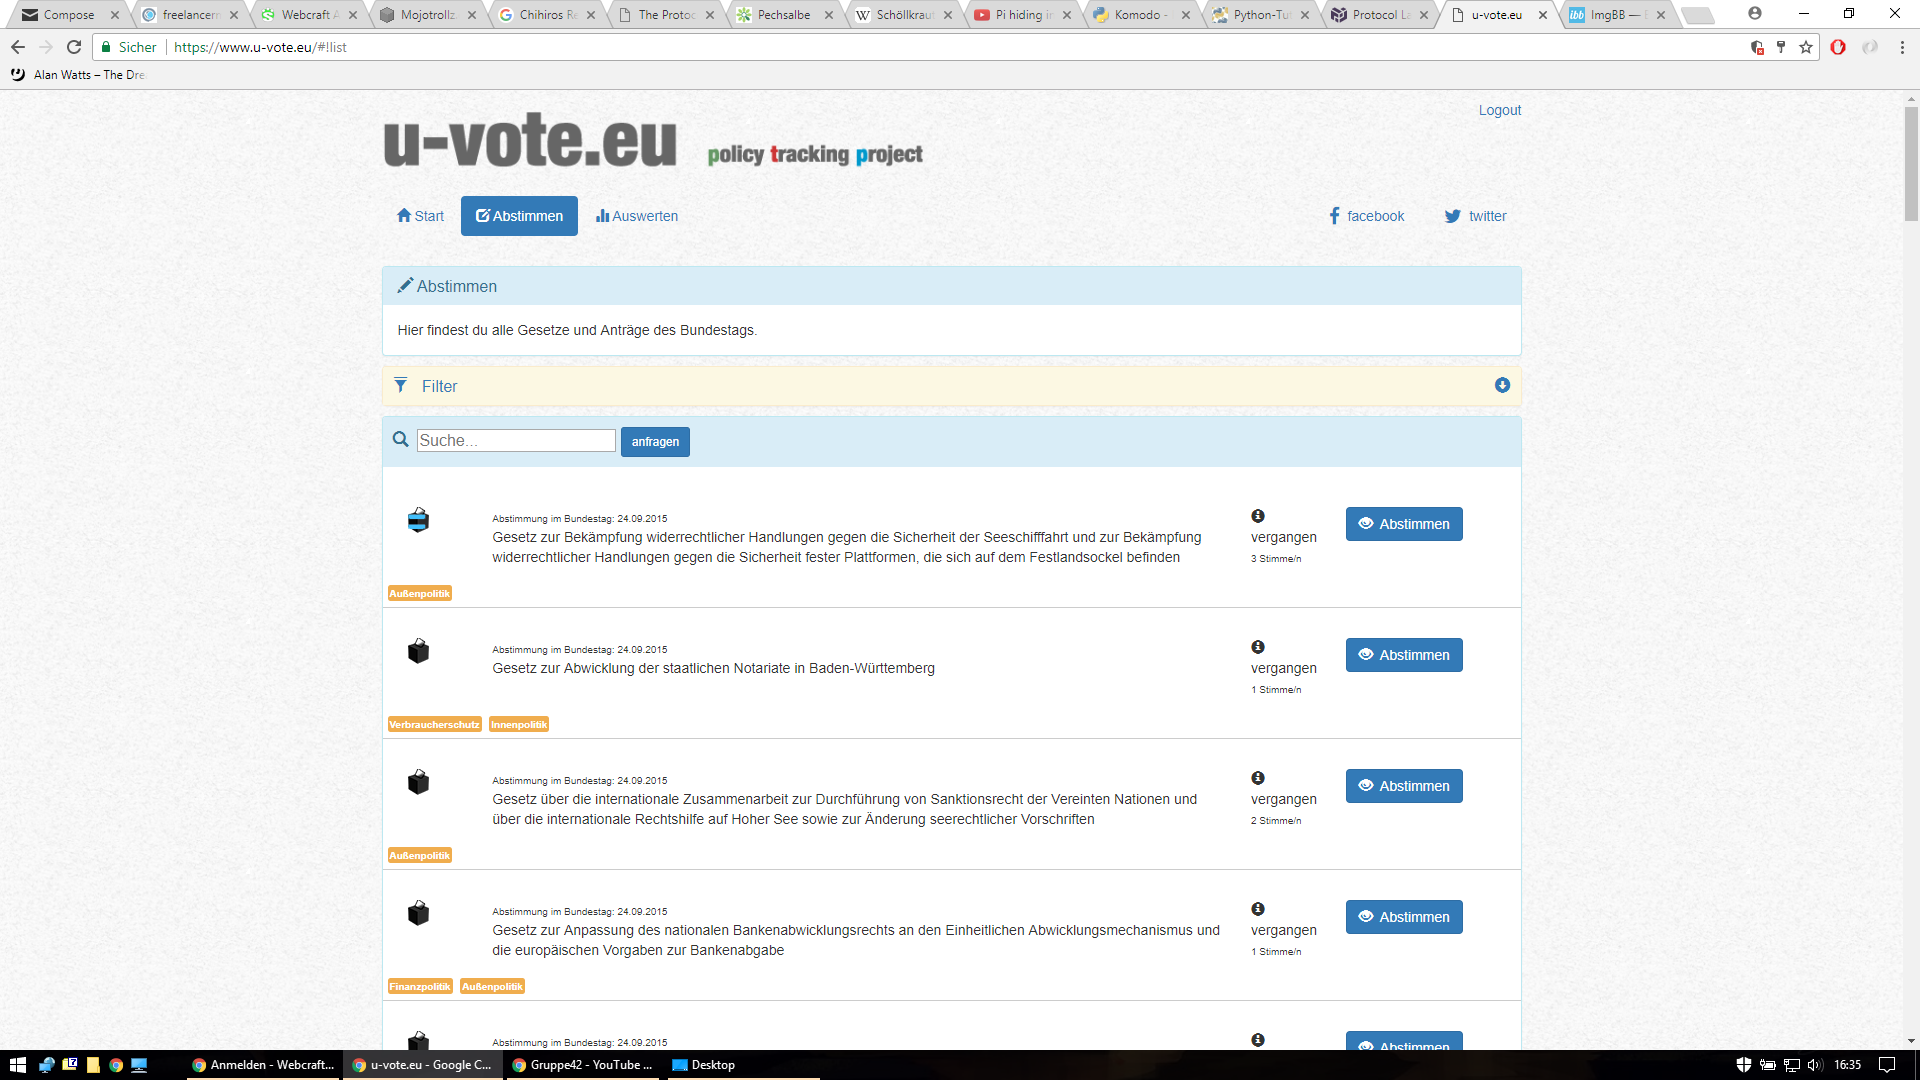 Compose
freelancerm
Webcraft A
Mojotrollz
Chihiros Re
The Protoc
Pechsalbe
Schöllkrau
Pi hiding in
Komodo -
Python-Tu
Protocol La
u-vote.eu
ImgBB —
Sicher
https://www.u-vote.eu/#!list
Alan Watts – The Dre
Logout
u-vote.eu policy tracking project
Start
Abstimmen
Auswerten
facebook
twitter
Abstimmen
Hier findest du alle Gesetze und Anträge des Bundestags.
Filter
Suche...
anfragen
Abstimmung im Bundestag: 24.09.2015
Gesetz zur Bekämpfung widerrechtlicher Handlungen gegen die Sicherheit der Seeschifffahrt und zur Bekämpfung
widerrechtlicher Handlungen gegen die Sicherheit fester Plattformen, die sich auf dem Festlandsockel befinden
vergangen
3 Stimme/n
Abstimmen
Außenpolitik
Abstimmung im Bundestag: 24.09.2015
Gesetz zur Abwicklung der staatlichen Notariate in Baden-Württemberg
vergangen
1 Stimme/n
Abstimmen
Verbraucherschutz Innenpolitik
Abstimmung im Bundestag: 24.09.2015
Gesetz über die internationale Zusammenarbeit zur Durchführung von Sanktionsrecht der Vereinten Nationen und
über die internationale Rechtshilfe auf Hoher See sowie zur Änderung seerechtlicher Vorschriften
vergangen
2 Stimme/n
Abstimmen
Außenpolitik
Abstimmung im Bundestag: 24.09.2015
Gesetz zur Anpassung des nationalen Bankenabwicklungsrechts an den Einheitlichen Abwicklungsmechanismus und
die europäischen Vorgaben zur Bankenabgabe
vergangen
1 Stimme/n
Abstimmen
Finanzpolitik Außenpolitik
Abstimmung im Bundestag: 24.09.2015
Abstimmen
Anmelden - Webcraft...
u-vote.eu - Google C...
Gruppe42 - YouTube ...
Desktop
16:35